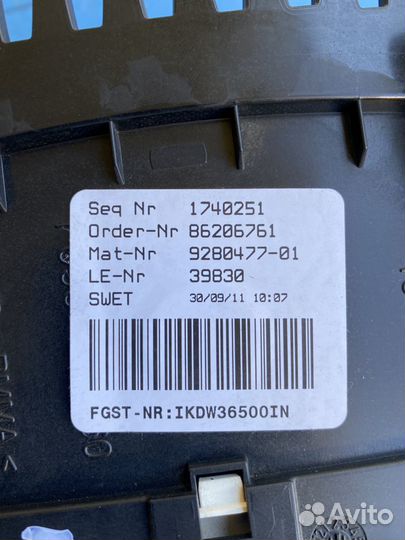 Seq Nr 1740251
Order-Nr 86206761
Mat-Nr 9280477-01
LE-Nr 39830
SWET 30/09/11 10:07
FGST-NR:IKDW36500IN
Avito